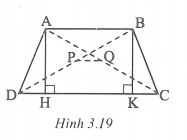 A B
P Q
D H K C
Hình 3.19